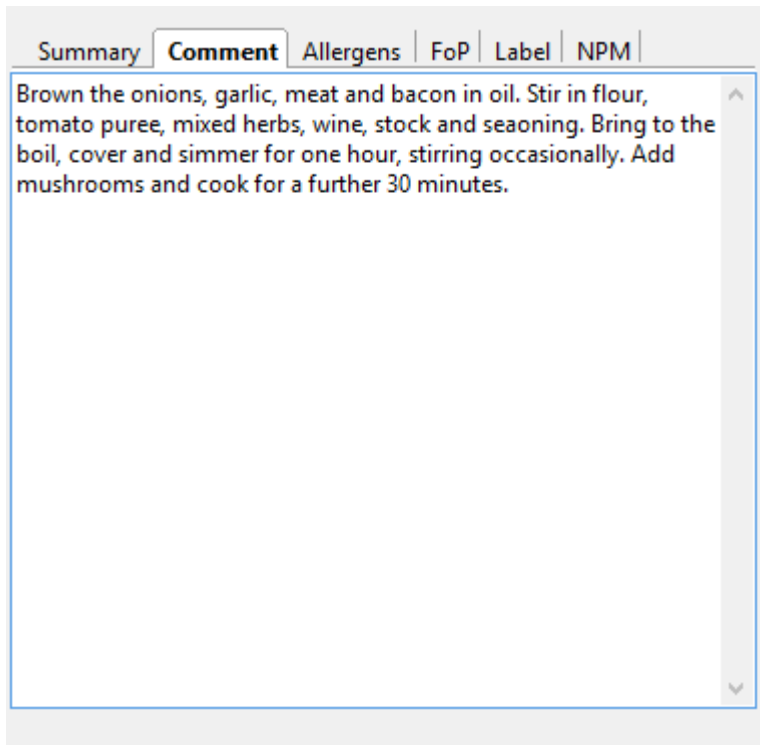 Summary Comment Allergens FoP Label NPM
Brown the onions, garlic, meat and bacon in oil. Stir in flour,
tomato puree, mixed herbs, wine, stock and seaoning. Bring to the
boil, cover and simmer for one hour, stirring occasionally. Add
mushrooms and cook for a further 30 minutes.